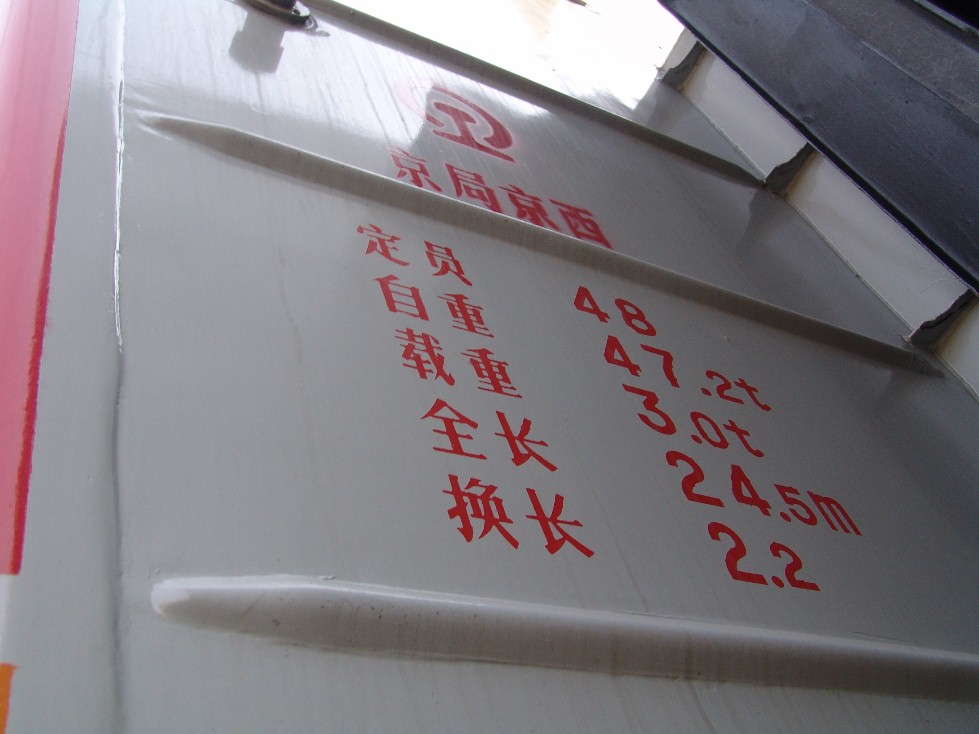 京局京西
定员 48
自重 47.2t
载重 3.0t
全长 24.5m
换长 2.2